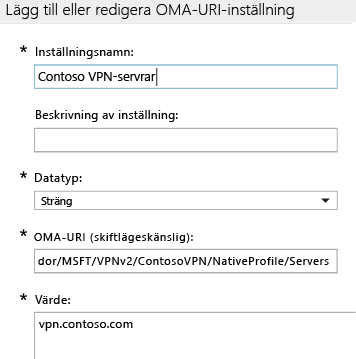 Lägg till eller redigera OMA-URI-inställning
* Inställningsnamn:
Contoso VPN-servrar
Beskrivning av inställning:
* Datatyp:
Sträng
* OMA-URI (skiftlägeskänslig):
dor/MSFT/VPNv2/ContosoVPN/NativeProfile/Servers
* Värde:
vpn.contoso.com